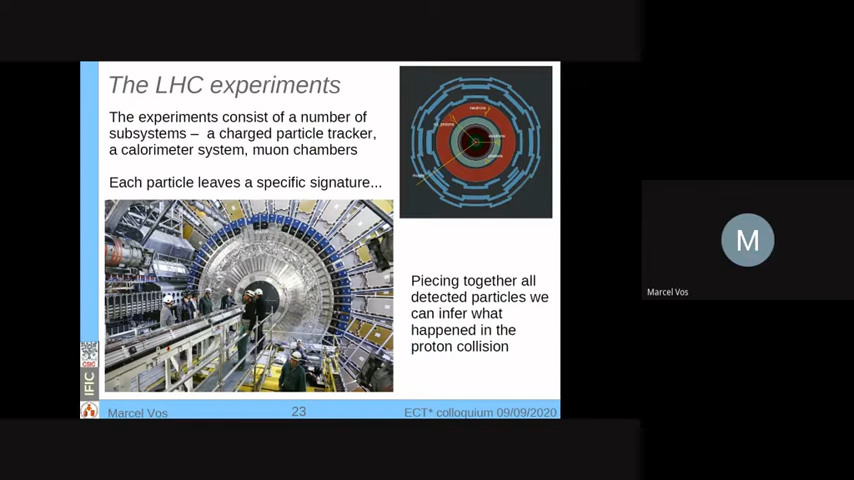 The LHC experiments
The experiments consist of a number of
subsystems – a charged particle tracker,
a calorimeter system, muon chambers
Each particle leaves a specific signature...
Piecing together all
detected particles we
can infer what
happened in the
proton collision
CSIC
IFIC
Marcel Vos
23
ECT* colloquium 09/09/2020
M
Marcel Vos